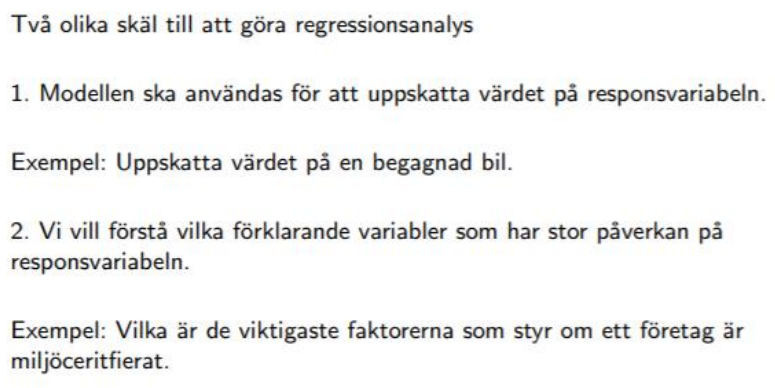 Två olika skäl till att göra regressionsanalys
1. Modellen ska användas för att uppskatta värdet på responsvariabeln.
Exempel: Uppskatta värdet på en begagnad bil.
2. Vi vill förstå vilka förklarande variabler som har stor påverkan på
responsvariabeln.
Exempel: Vilka är de viktigaste faktorerna som styr om ett företag är
miljöceritfierat.